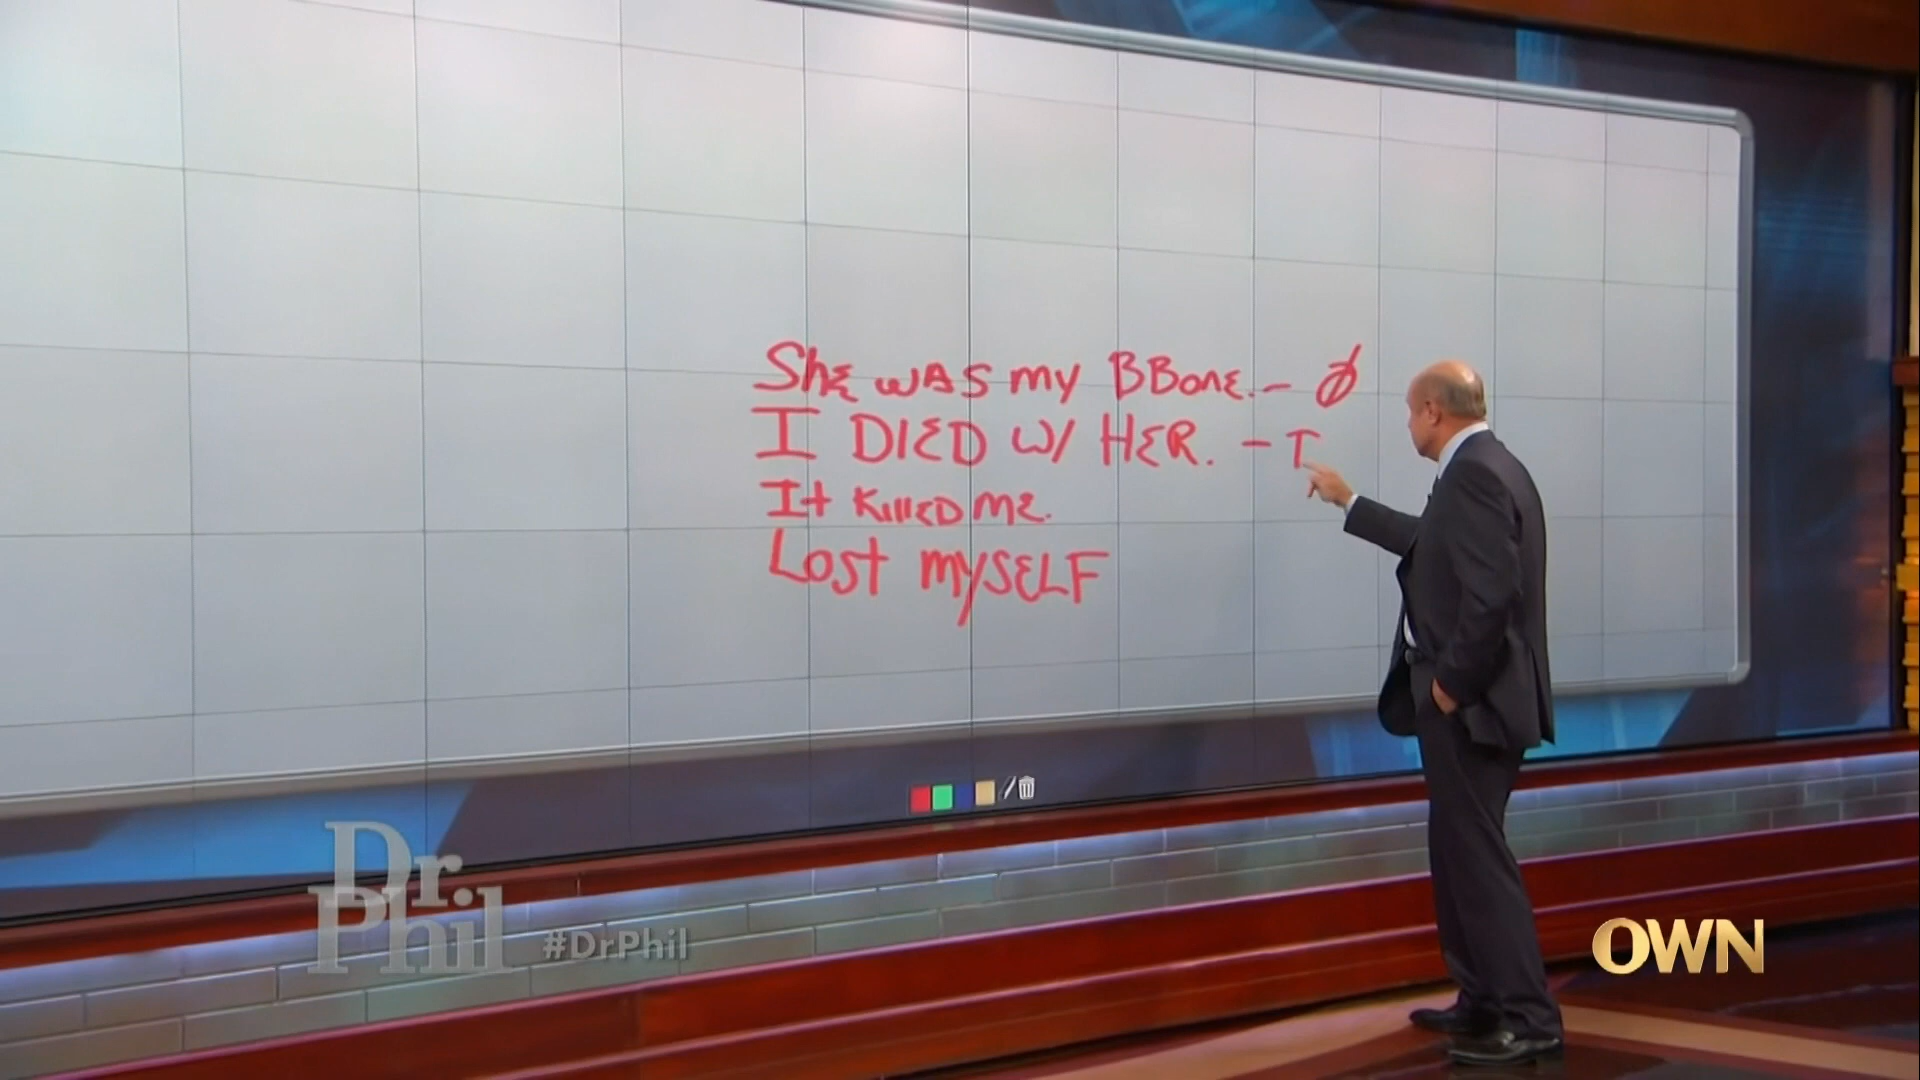 She was my BBone. - ∅
I DIED W/ HER. - T
It Killed me.
Lost mySELF
Dr.
Phil
#DrPhil
OWN